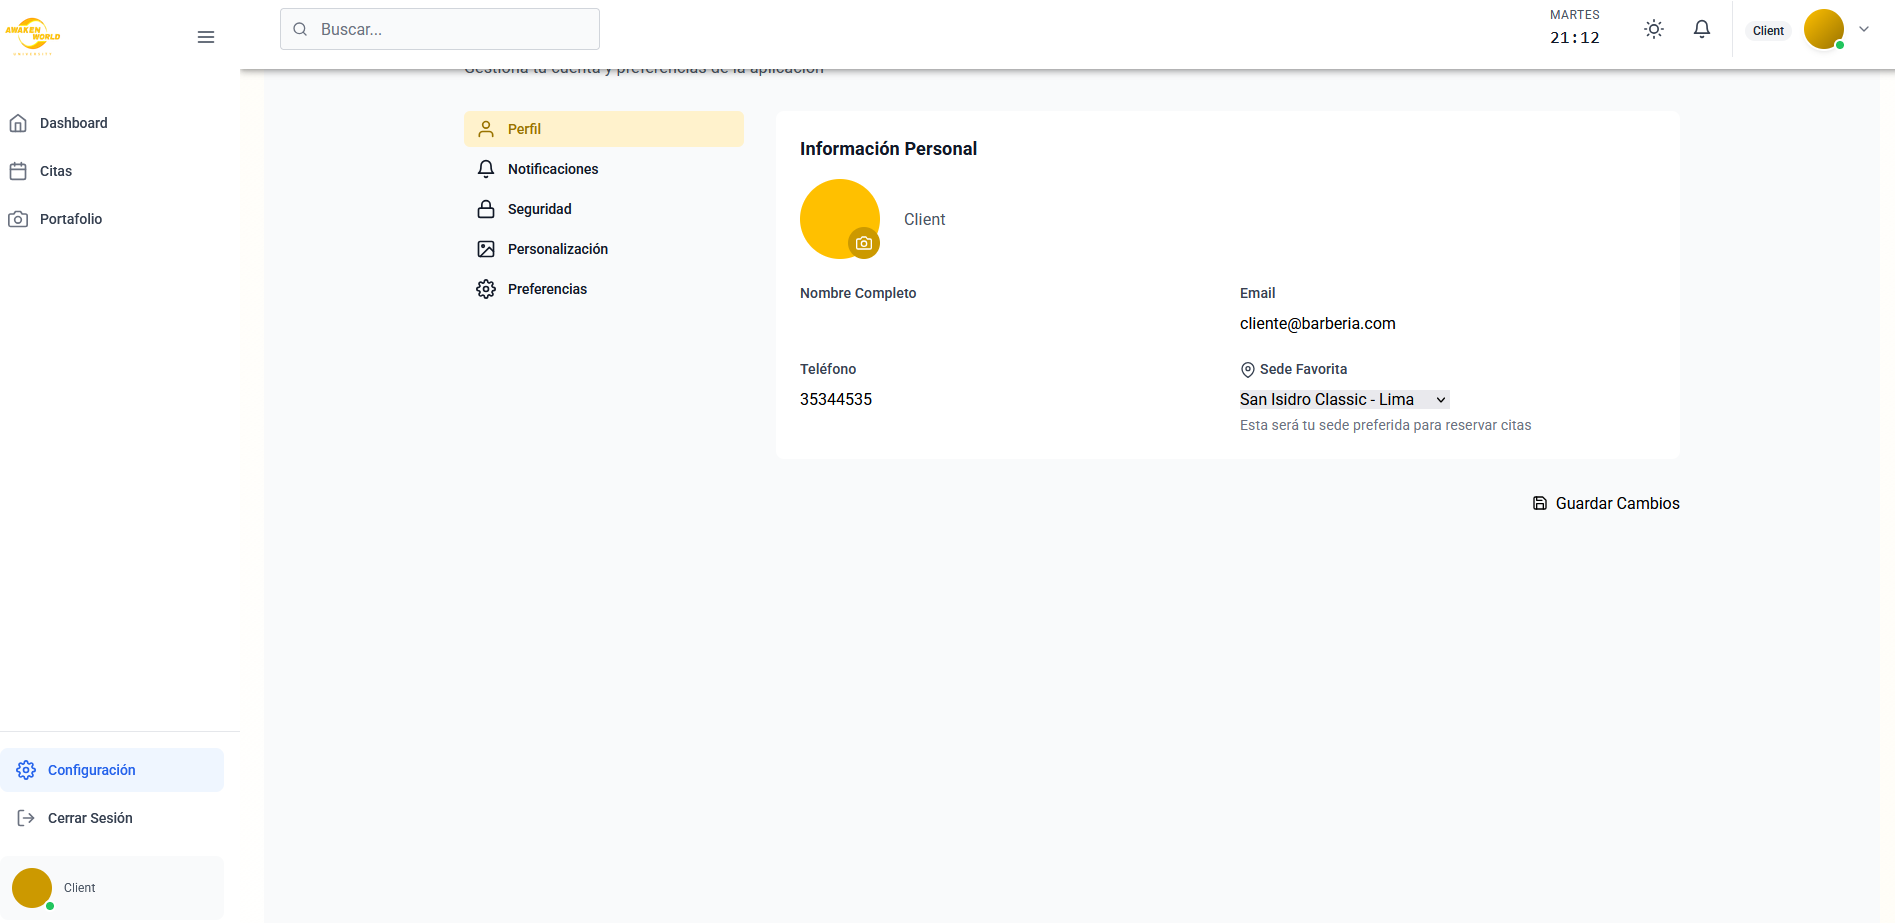 AWAKEN
WORLD
UNIVERSITY
Buscar...
MARTES
21:12
Client
Gestiona tu cuenta y preferencias de la aplicación
Dashboard
Citas
Portafolio
Perfil
Notificaciones
Seguridad
Personalización
Preferencias
Información Personal
Client
Nombre Completo
Email
cliente@barberia.com
Teléfono
Sede Favorita
35344535
San Isidro Classic - Lima
Esta será tu sede preferida para reservar citas
Guardar Cambios
Configuración
Cerrar Sesión
Client